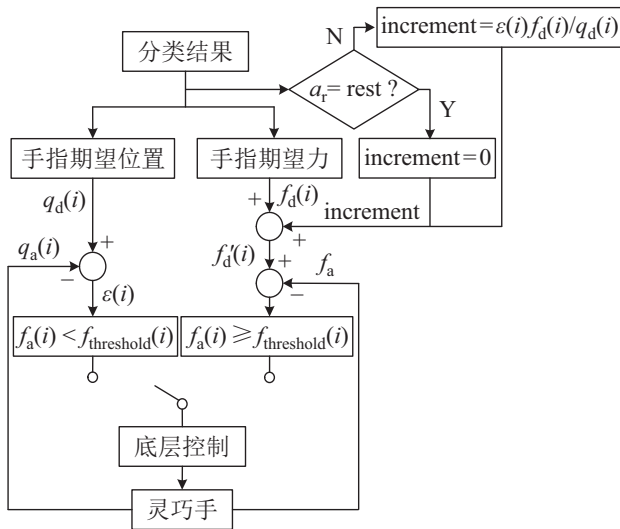 分类结果
N
increment=ε(i)f_d(i)/q_d(i)
a_r= rest ?
Y
手指期望位置
手指期望力
increment=0
q_d(i)
+
f_d(i)
increment
+
+
q_a(i)
−
f_d′(i)
+
f_a
−
ε(i)
f_a(i) < f_threshold(i)
f_a(i) ≥ f_threshold(i)
底层控制
灵巧手